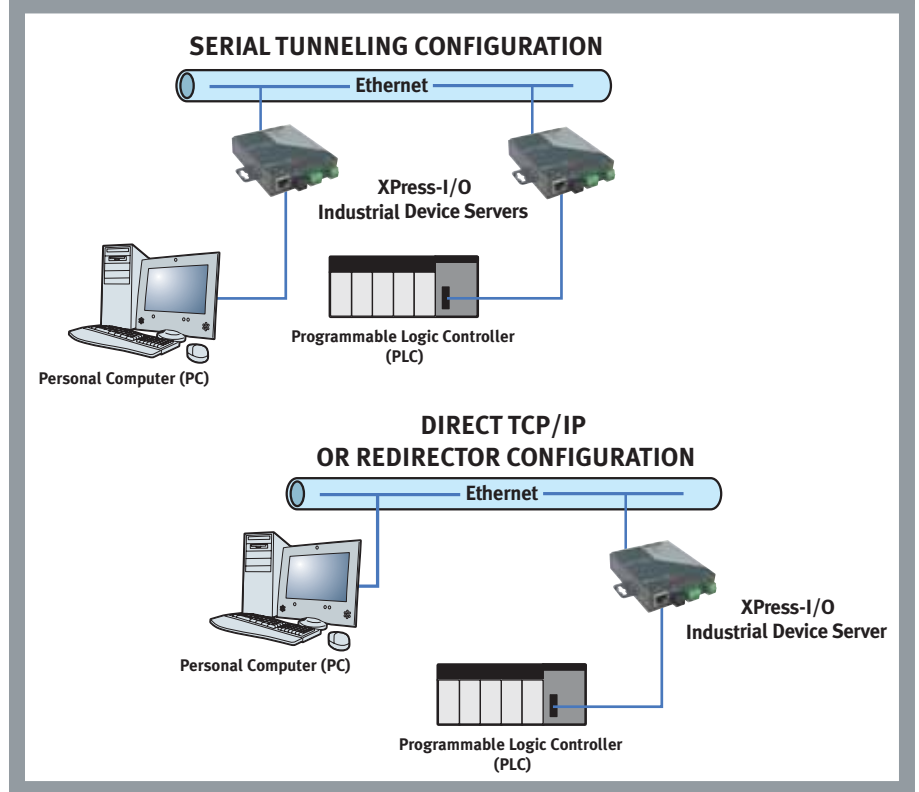 SERIAL TUNNELING CONFIGURATION
Ethernet
XPress-I/O
Industrial Device Servers
Programmable Logic Controller
(PLC)
Personal Computer (PC)
DIRECT TCP/IP
OR REDIRECTOR CONFIGURATION
Ethernet
XPress-I/O
Industrial Device Server
Personal Computer (PC)
Programmable Logic Controller
(PLC)